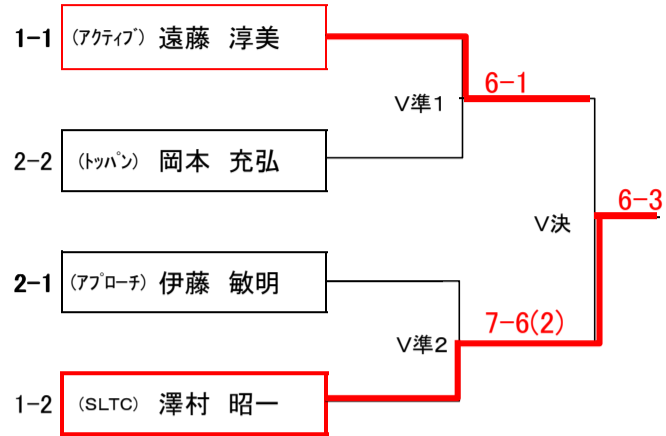 1-1 (ｱｸﾃｨﾌﾞ) 遠藤 淳美
6-1
V準1
2-2 (ﾄｯﾊﾟﾝ) 岡本 充弘
6-3
V決
2-1 (ｱﾌﾟﾛｰﾁ) 伊藤 敏明
7-6(2)
V準2
1-2 (SLTC) 澤村 昭一